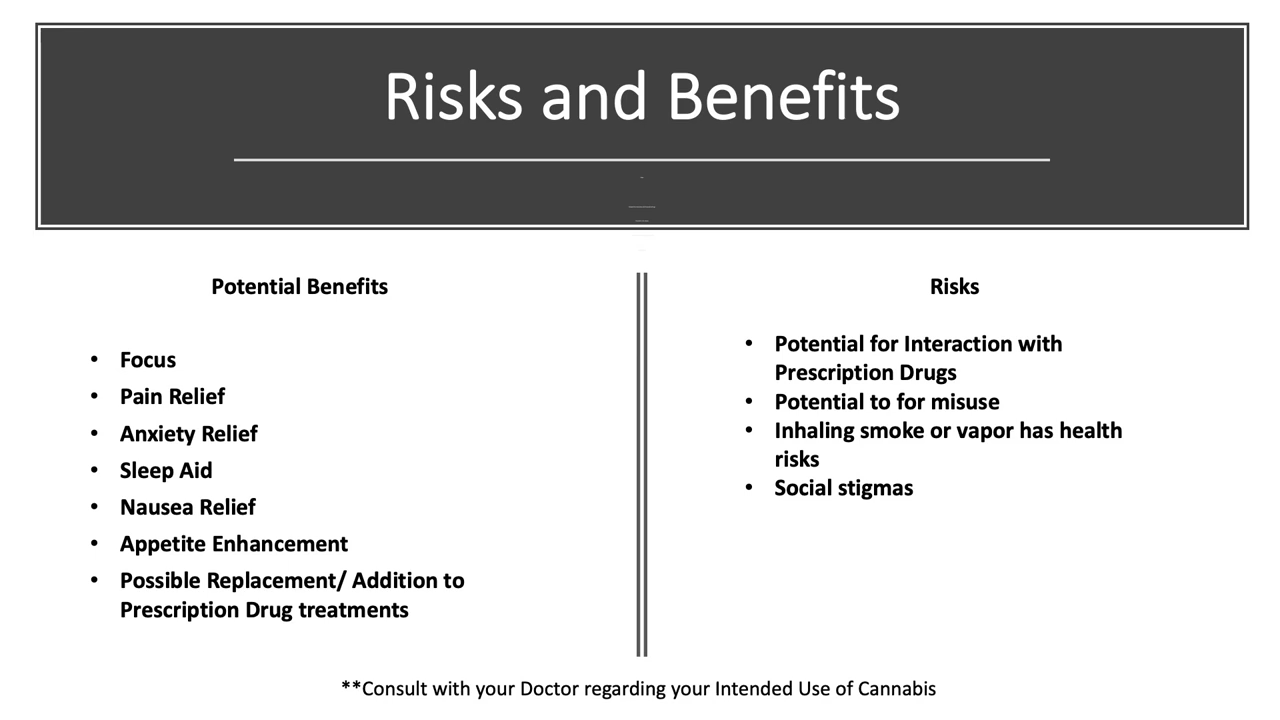 Risks and Benefits
Potential Benefits
• Focus
• Pain Relief
• Anxiety Relief
• Sleep Aid
• Nausea Relief
• Appetite Enhancement
• Possible Replacement/ Addition to
Prescription Drug treatments
Risks
• Potential for Interaction with
Prescription Drugs
• Potential to for misuse
• Inhaling smoke or vapor has health
risks
• Social stigmas
**Consult with your Doctor regarding your Intended Use of Cannabis